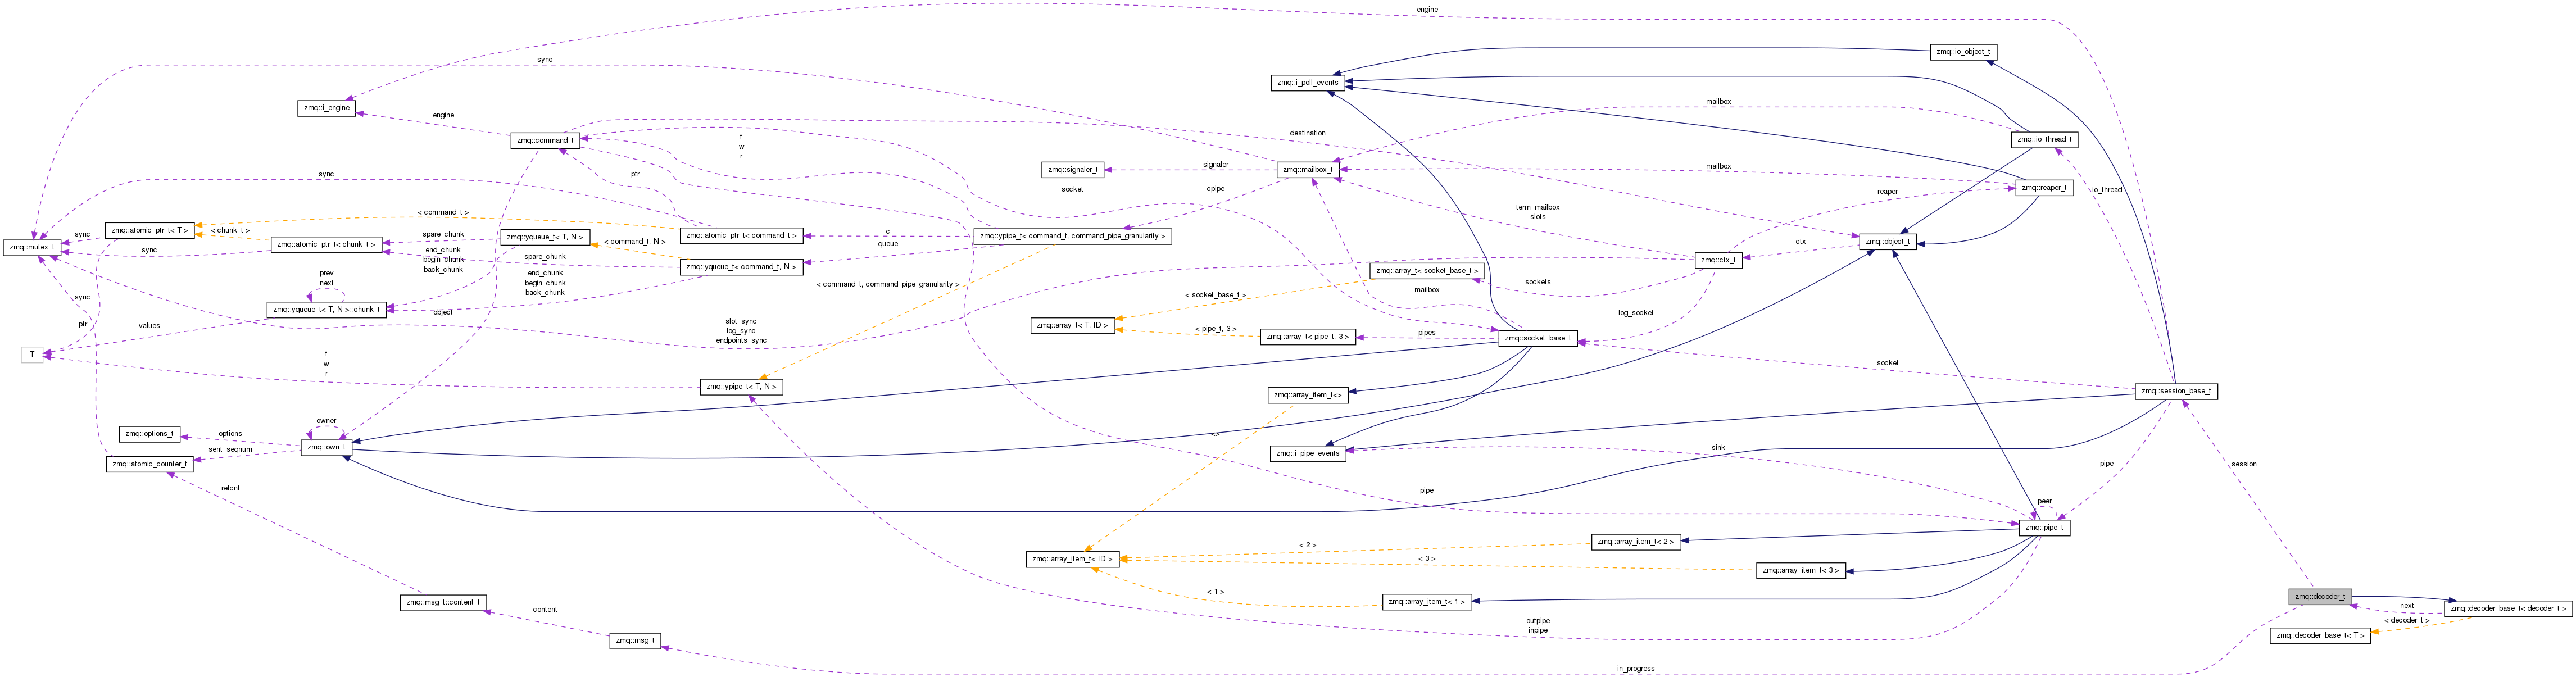 engine
zmq::io_object_t
sync
zmq::i_poll_events
mailbox
zmq::i_engine
engine
f
w
r
destination
zmq::command_t
zmq::io_thread_t
signaler
zmq::signaler_t
zmq::mailbox_t
mailbox
sync
ptr
socket
cpipe
reaper
zmq::reaper_t
io_thread
term_mailbox
slots
< command_t >
zmq::atomic_ptr_t< T >
< chunk_t >
sync
zmq::mutex_t
sync
zmq::atomic_ptr_t< chunk_t >
spare_chunk
zmq::yqueue_t< T, N >
< command_t, N >
zmq::atomic_ptr_t< command_t >
c
queue
zmq::ypipe_t< command_t, command_pipe_granularity >
ctx
zmq::object_t
end_chunk
begin_chunk
back_chunk
spare_chunk
zmq::yqueue_t< command_t, N >
zmq::ctx_t
zmq::array_t< socket_base_t >
sockets
prev
next
end_chunk
begin_chunk
back_chunk
< command_t, command_pipe_granularity >
mailbox
< socket_base_t >
sync
zmq::yqueue_t< T, N >::chunk_t
object
log_socket
ptr
values
slot_sync
log_sync
endpoints_sync
zmq::array_t< T, ID >
< pipe_t, 3 >
zmq::array_t< pipe_t, 3 >
pipes
zmq::socket_base_t
T
f
w
r
socket
zmq::ypipe_t< T, N >
zmq::array_item_t<>
zmq::session_base_t
owner
zmq::options_t
options
zmq::own_t
<>
sent_seqnum
zmq::atomic_counter_t
zmq::i_pipe_events
sink
pipe
session
refcnt
pipe
peer
zmq::pipe_t
zmq::array_item_t< 2 >
< 2 >
zmq::array_item_t< ID >
< 3 >
zmq::array_item_t< 3 >
< 1 >
zmq::array_item_t< 1 >
zmq::msg_t::content_t
content
zmq::decoder_t
next
zmq::decoder_base_t< decoder_t >
outpipe
inpipe
< decoder_t >
zmq::decoder_base_t< T >
zmq::msg_t
in_progress